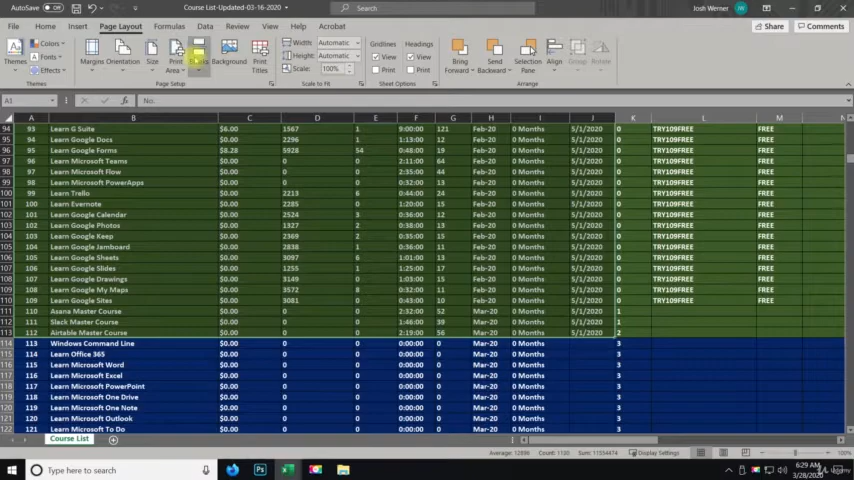 AutoSave Off Course List-Updated-03-16-2020 Search Josh Werner JW
File Home Insert Page Layout Formulas Data Review View Help Acrobat Share Comments
Themes Colors Fonts Effects Margins Orientation Size Print Area Breaks Background Print Titles Width: Automatic Height: Automatic Scale: 100% Gridlines View Print Headings View Print Bring Forward Send Backward Selection Pane Align Group Rotate
Themes Page Setup Scale to Fit Sheet Options Arrange
A1 No.
A B C D E F G H I J K L M
94 93 Learn G Suite $6.00 1567 1 9:00:00 121 Feb-20 0 Months 5/1/2020 0 TRY109FREE FREE
95 94 Learn Google Docs $0.00 2296 1 1:13:00 12 Feb-20 0 Months 5/1/2020 0 TRY109FREE FREE
96 95 Learn Google Forms $8.28 5928 54 0:48:00 19 Feb-20 0 Months 5/1/2020 0 TRY109FREE FREE
97 96 Learn Microsoft Teams $0.00 0 0 2:11:00 64 Feb-20 0 Months 5/1/2020 0 TRY109FREE FREE
98 97 Learn Microsoft Flow $0.00 0 0 2:35:00 44 Feb-20 0 Months 5/1/2020 0 TRY109FREE FREE
99 98 Learn Microsoft PowerApps $0.00 0 0 0:32:00 13 Feb-20 0 Months 5/1/2020 0 TRY109FREE FREE
100 99 Learn Trello $0.00 2213 6 0:44:00 24 Feb-20 0 Months 5/1/2020 0 TRY109FREE FREE
101 100 Learn Evernote $0.00 2285 0 1:20:00 15 Feb-20 0 Months 5/1/2020 0 TRY109FREE FREE
102 101 Learn Google Calendar $0.00 2524 3 0:36:00 12 Feb-20 0 Months 5/1/2020 0 TRY109FREE FREE
103 102 Learn Google Photos $0.00 1327 2 0:38:00 13 Feb-20 0 Months 5/1/2020 0 TRY109FREE FREE
104 103 Learn Google Keep $0.00 2369 2 0:35:00 15 Feb-20 0 Months 5/1/2020 0 TRY109FREE FREE
105 104 Learn Google Jamboard $0.00 2838 1 0:36:00 11 Feb-20 0 Months 5/1/2020 0 TRY109FREE FREE
106 105 Learn Google Sheets $0.00 3097 6 1:01:00 18 Feb-20 0 Months 5/1/2020 0 TRY109FREE FREE
107 106 Learn Google Slides $0.00 1255 1 1:25:00 17 Feb-20 0 Months 5/1/2020 0 TRY109FREE FREE
108 107 Learn Google Drawings $0.00 3149 0 1:03:00 15 Feb-20 0 Months 5/1/2020 0 TRY109FREE FREE
109 108 Learn Google My Maps $0.00 3572 8 0:32:00 11 Feb-20 0 Months 5/1/2020 0 TRY109FREE FREE
110 109 Learn Google Sites $0.00 3081 0 0:43:00 10 Feb-20 0 Months 5/1/2020 0 TRY109FREE FREE
111 110 Asana Master Course $0.00 0 0 2:32:00 52 Mar-20 0 Months 5/1/2020 1
112 111 Slack Master Course $0.00 0 0 1:46:00 39 Mar-20 0 Months 5/1/2020 1
113 112 Airtable Master Course $0.00 0 0 2:19:00 56 Mar-20 0 Months 5/1/2020 2
114 113 Windows Command Line $0.00 0 0 0:00:00 0 Mar-20 0 Months 3
115 114 Learn Office 365 $0.00 0 0 0:00:00 0 Mar-20 0 Months 3
116 115 Learn Microsoft Word $0.00 0 0 0:00:00 0 Mar-20 0 Months 3
117 116 Learn Microsoft Excel $0.00 0 0 0:00:00 0 Mar-20 0 Months 3
118 117 Learn Microsoft PowerPoint $0.00 0 0 0:00:00 0 Mar-20 0 Months 3
119 118 Learn Microsoft One Drive $0.00 0 0 0:00:00 0 Mar-20 0 Months 3
120 119 Learn Microsoft One Note $0.00 0 0 0:00:00 0 Mar-20 0 Months 3
121 120 Learn Microsoft Outlook $0.00 0 0 0:00:00 0 Mar-20 0 Months 3
122 121 Learn Microsoft To Do $0.00 0 0 0:00:00 0 Mar-20 0 Months 3
Course List
Count: 1130 Display Settings 100%
Type here to search 6:29 AM
3/28/2020
Udemy